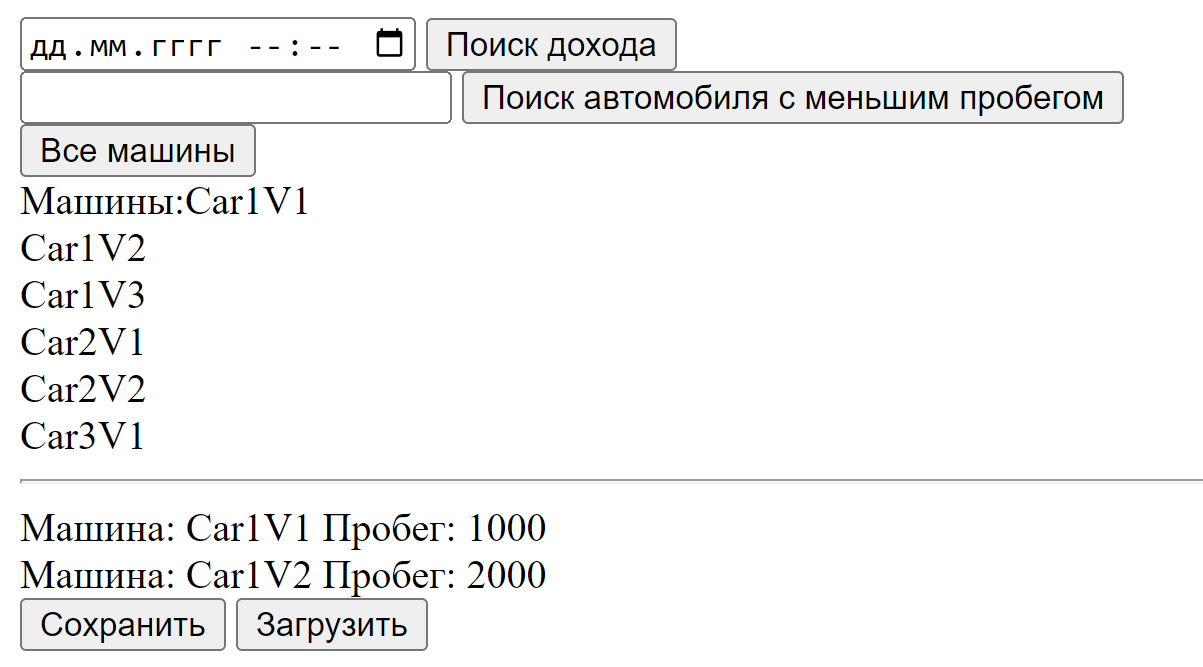 дд.мм.гггг --:-- Поиск дохода
Поиск автомобиля с меньшим пробегом
Все машины
Машины:Car1V1
Car1V2
Car1V3
Car2V1
Car2V2
Car3V1
Машина: Car1V1 Пробег: 1000
Машина: Car1V2 Пробег: 2000
Сохранить Загрузить